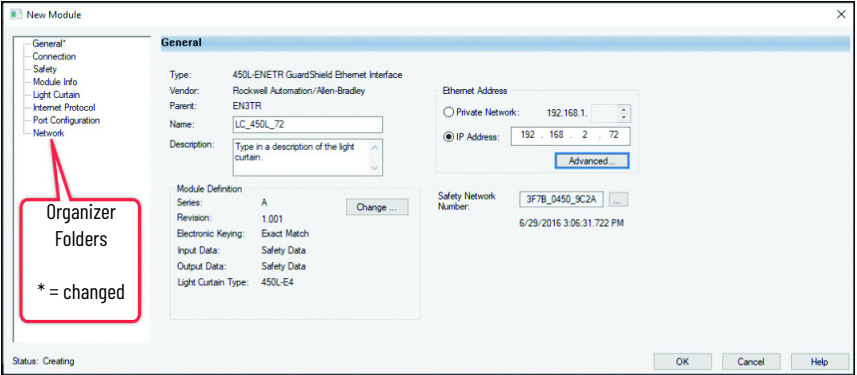 New Module
General*
Connection
Safety
Module Info
Light Curtain
Internet Protocol
Port Configuration
Network
Organizer
Folders
* = changed
General
Type: 450L-ENETR GuardShield Ethernet Interface
Vendor: Rockwell Automation/Allen-Bradley
Parent: EN3TR
Name: LC_450L_72
Description: Type in a description of the light
curtain.
Module Definition
Series: A
Change ...
Revision: 1.001
Electronic Keying: Exact Match
Input Data: Safety Data
Output Data: Safety Data
Light Curtain Type: 450L-E4
Ethernet Address
Private Network: 192.168.1.
IP Address: 192 . 168 . 2 . 72
Advanced...
Safety Network
Number: 3F7B_0450_9C2A ...
6/29/2016 3:06:31.722 PM
Status: Creating
OK Cancel Help